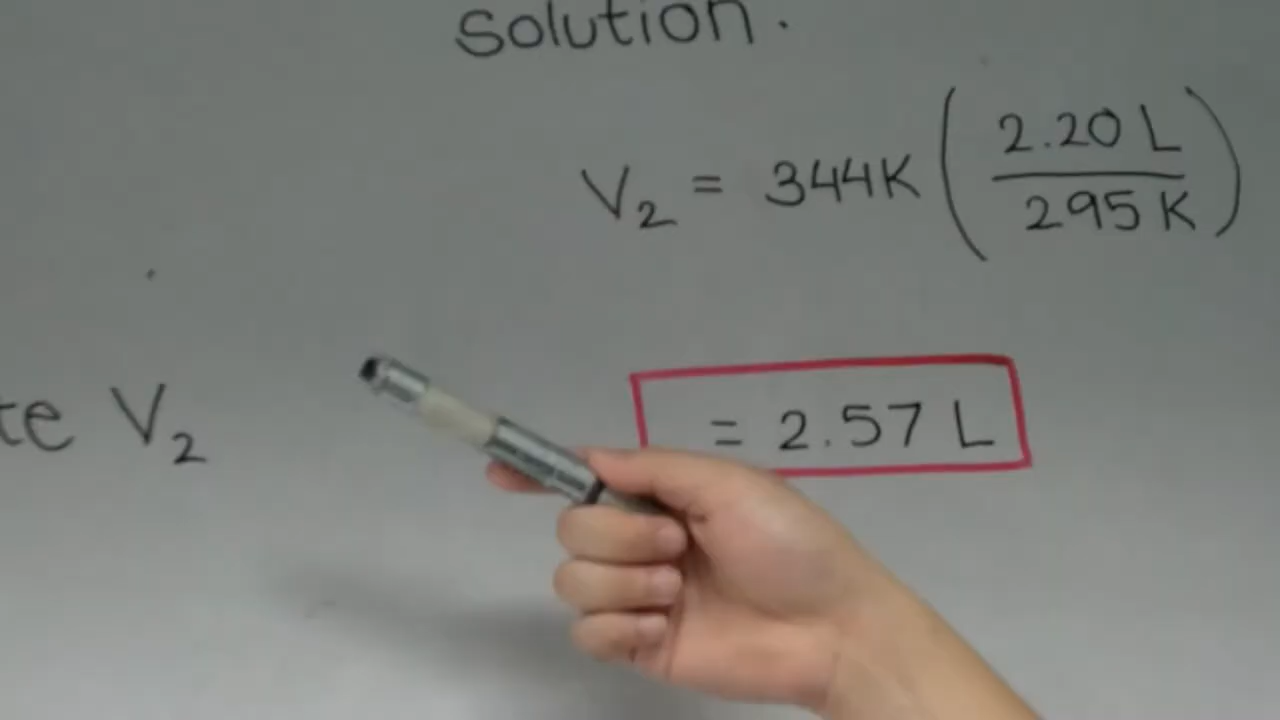 Solution.
V₂ = 344K ( 2.20 L / 295 K )
te V₂
= 2.57 L